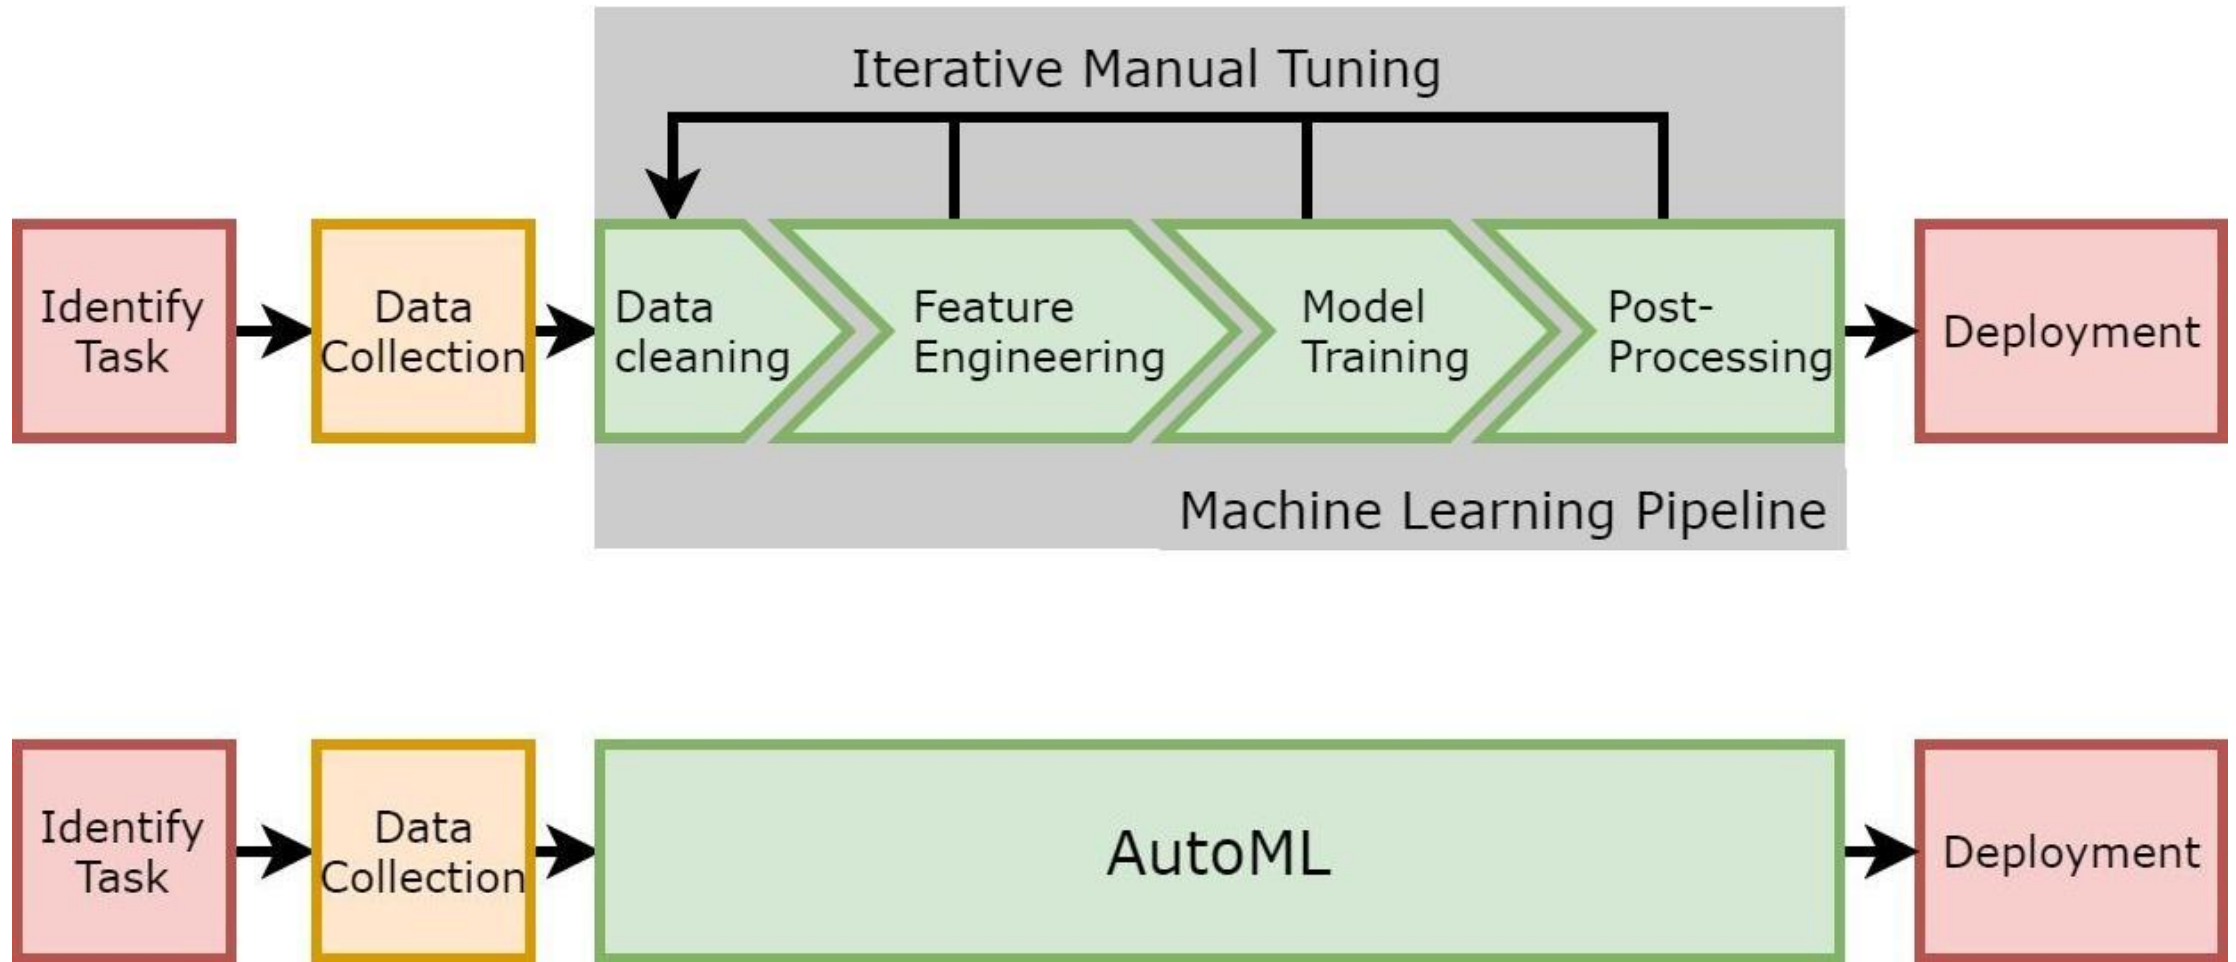 Iterative Manual Tuning
Identify
Task
Data
Collection
Data
cleaning
Feature
Engineering
Model
Training
Post-
Processing
Deployment
Machine Learning Pipeline
Identify
Task
Data
Collection
AutoML
Deployment